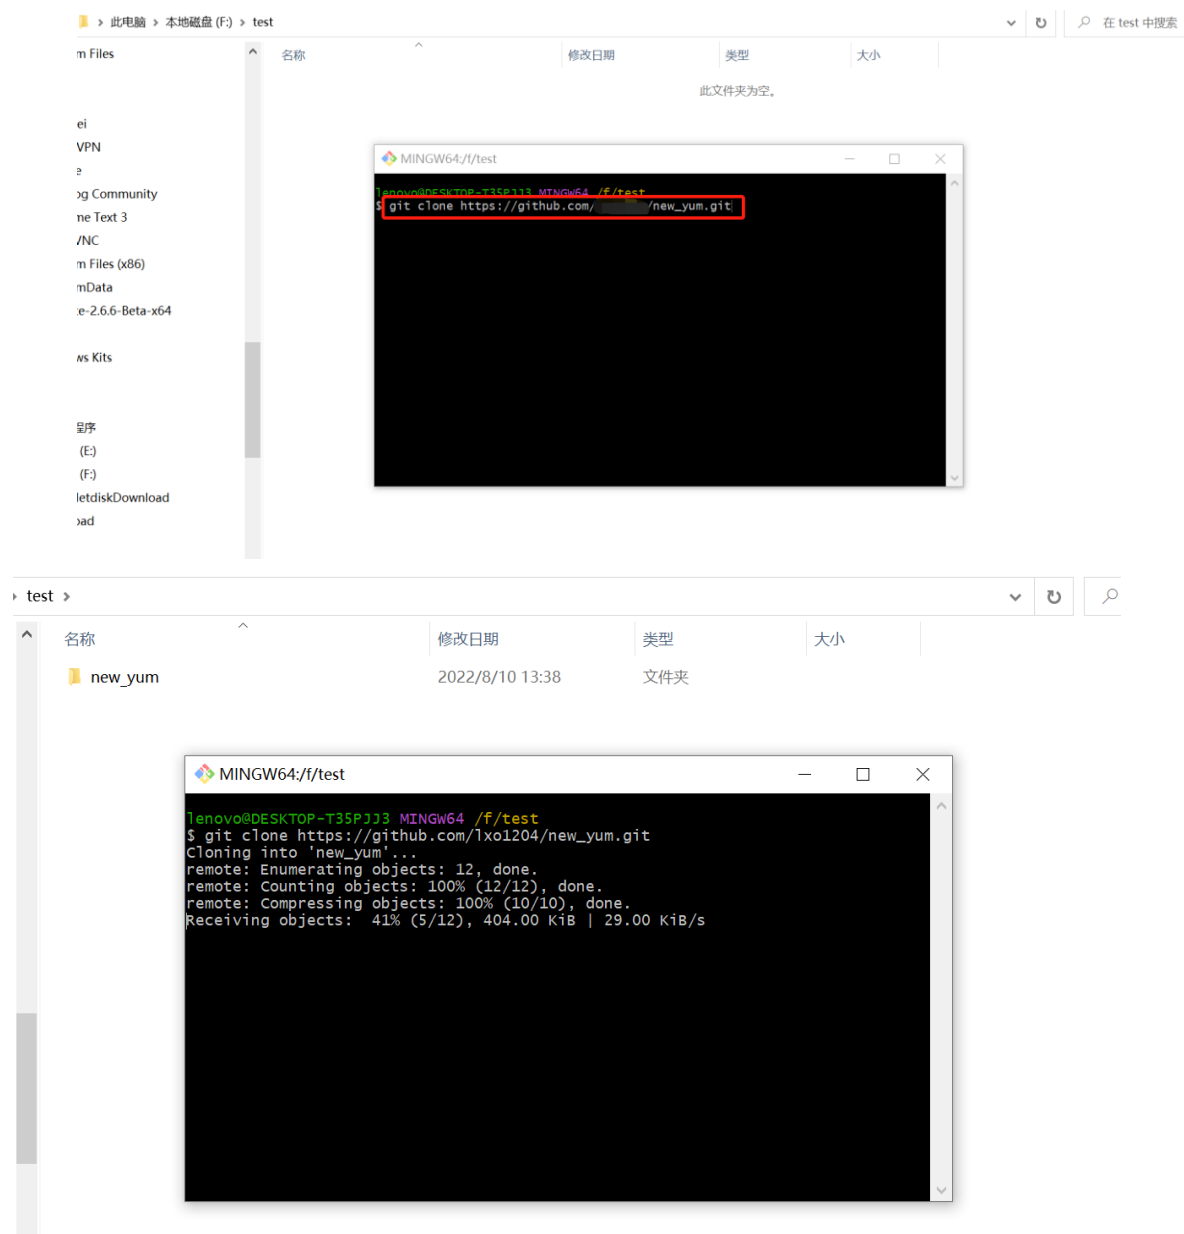 此电脑 > 本地磁盘 (F:) > test
在 test 中搜索
m Files
ei
VPN
e
og Community
me Text 3
VNC
m Files (x86)
mData
te-2.6.6-Beta-x64
ws Kits
程序
(E:)
(F:)
letdiskDownload
oad
名称 修改日期 类型 大小
此文件夹为空。
MINGW64:/f/test
lenovo@DESKTOP-T35PJJ3 MINGW64 /f/test
$ git clone https://github.com/ /new_yum.git
test >
名称 修改日期 类型 大小
new_yum 2022/8/10 13:38 文件夹
MINGW64:/f/test
lenovo@DESKTOP-T35PJJ3 MINGW64 /f/test
$ git clone https://github.com/lxo1204/new_yum.git
Cloning into 'new_yum'...
remote: Enumerating objects: 12, done.
remote: Counting objects: 100% (12/12), done.
remote: Compressing objects: 100% (10/10), done.
Receiving objects:  41% (5/12), 404.00 KiB | 29.00 KiB/s